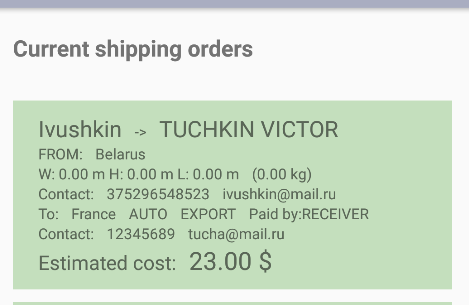 Current shipping orders
Ivushkin -> TUCHKIN VICTOR
FROM: Belarus
W: 0.00 m H: 0.00 m L: 0.00 m (0.00 kg)
Contact: 375296548523 ivushkin@mail.ru
To: France AUTO EXPORT Paid by:RECEIVER
Contact: 12345689 tucha@mail.ru
Estimated cost: 23.00 $